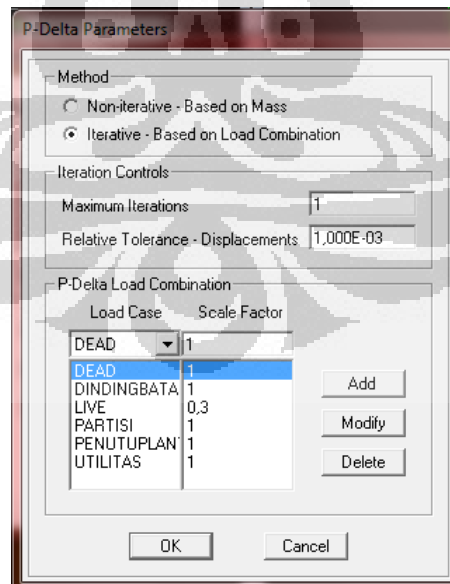 P-Delta Parameters
Method
Non-iterative - Based on Mass
Iterative - Based on Load Combination
Iteration Controls
Maximum Iterations 1
Relative Tolerance - Displacements 1,000E-03
P-Delta Load Combination
Load Case Scale Factor
DEAD 1
DEAD 1
DINDINGBATA 1
LIVE 0,3
PARTISI 1
PENUTUPLANT 1
UTILITAS 1
Add
Modify
Delete
OK Cancel